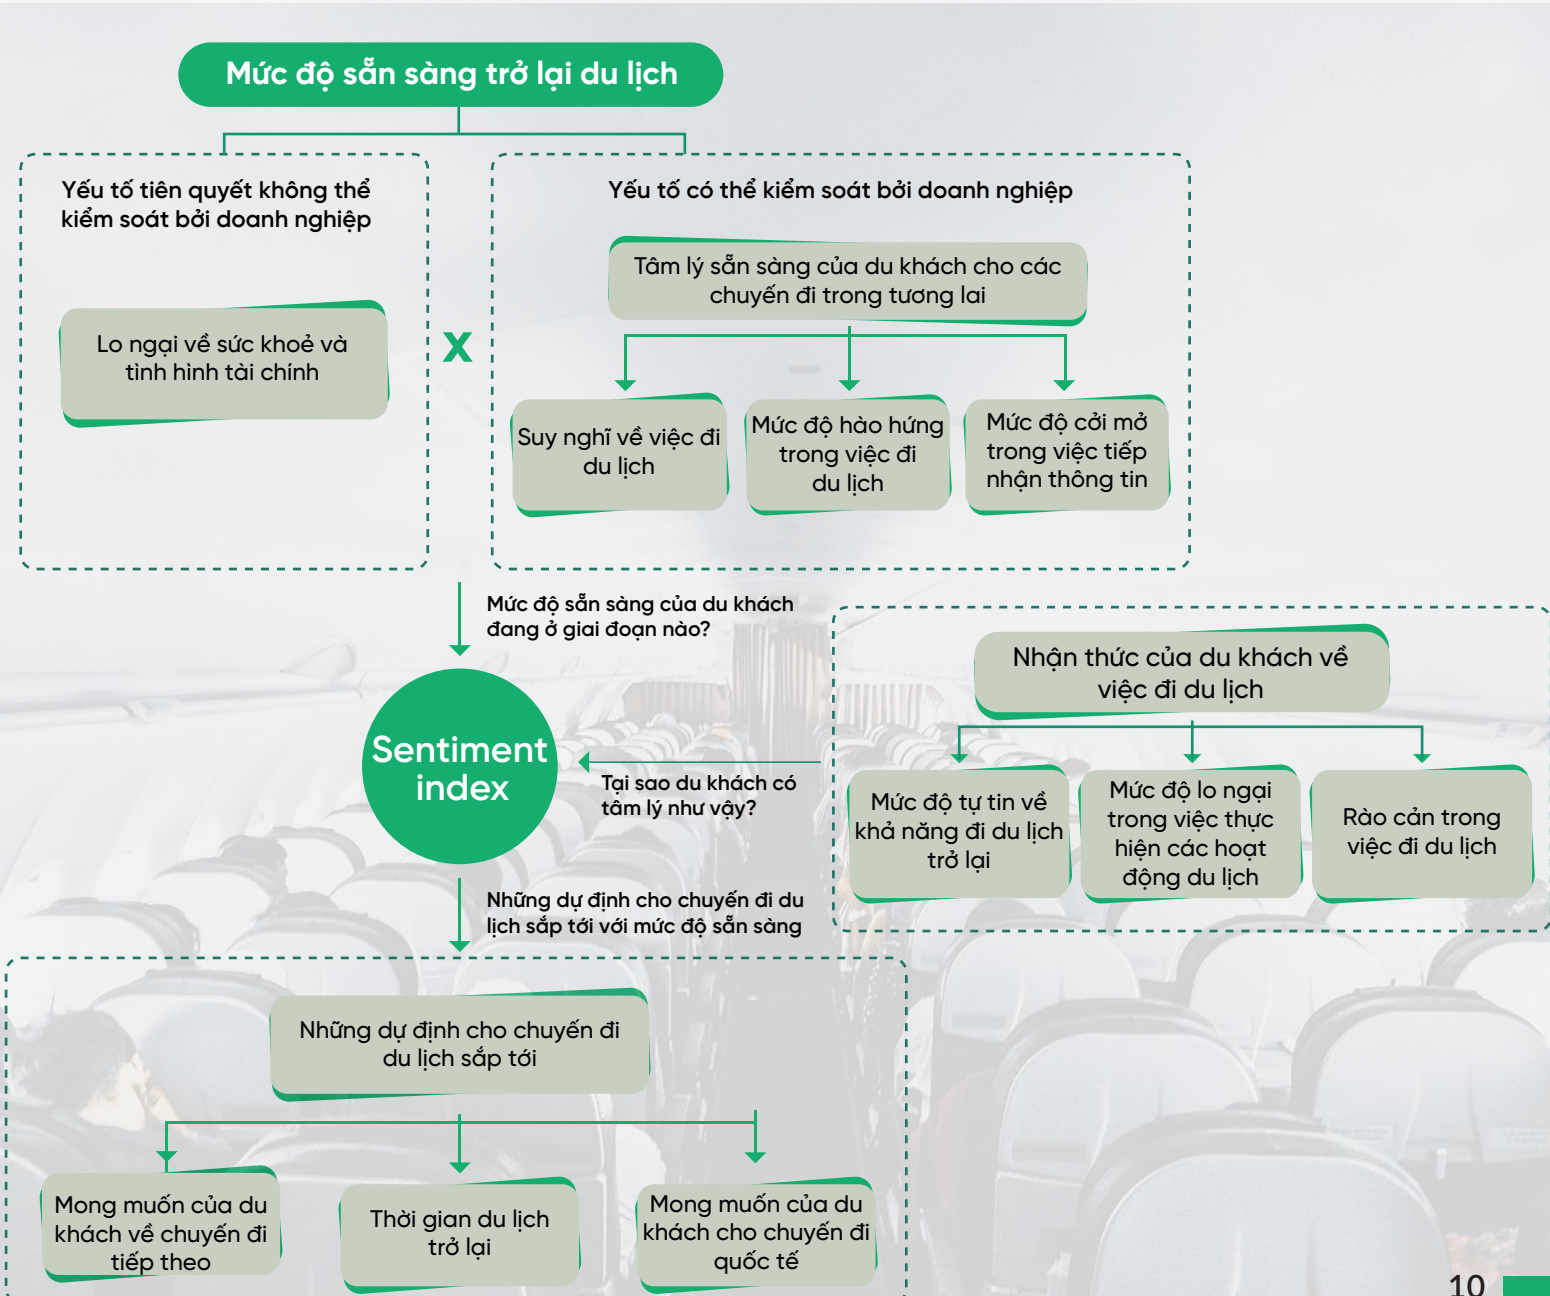 Mức độ sẵn sàng trở lại du lịch
Yếu tố tiên quyết không thể
kiểm soát bởi doanh nghiệp
Lo ngại về sức khoẻ và
tình hình tài chính
X
Yếu tố có thể kiểm soát bởi doanh nghiệp
Tâm lý sẵn sàng của du khách cho các
chuyến đi trong tương lai
Suy nghĩ về việc đi
du lịch
Mức độ hào hứng
trong việc đi
du lịch
Mức độ cởi mở
trong việc tiếp
nhận thông tin
Mức độ sẵn sàng của du khách
đang ở giai đoạn nào?
Sentiment
index
Tại sao du khách có
tâm lý như vậy?
Nhận thức của du khách về
việc đi du lịch
Mức độ tự tin về
khả năng đi du lịch
trở lại
Mức độ lo ngại
trong việc thực
hiện các hoạt
động du lịch
Rào cản trong
việc đi du lịch
Những dự định cho chuyến đi du
lịch sắp tới với mức độ sẵn sàng
Những dự định cho chuyến đi
du lịch sắp tới
Mong muốn của du
khách về chuyến đi
tiếp theo
Thời gian du lịch
trở lại
Mong muốn của du
khách cho chuyến đi
quốc tế
10